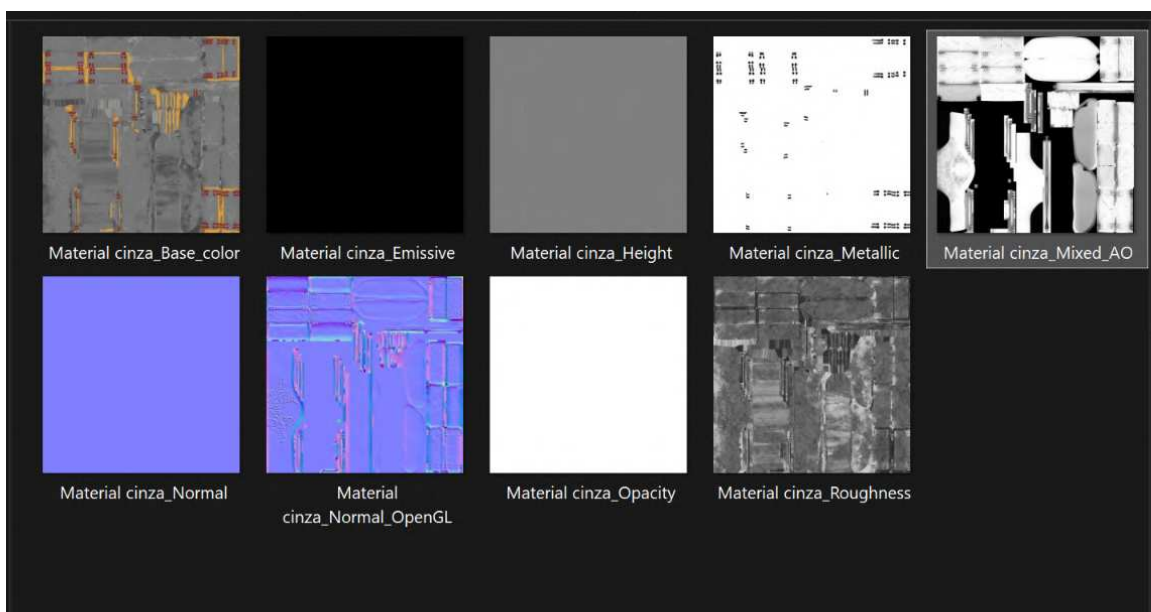 Material cinza_Base_color
Material cinza_Emissive
Material cinza_Height
Material cinza_Metallic
Material cinza_Mixed_AO
Material cinza_Normal
Material
cinza_Normal_OpenGL
Material cinza_Opacity
Material cinza_Roughness